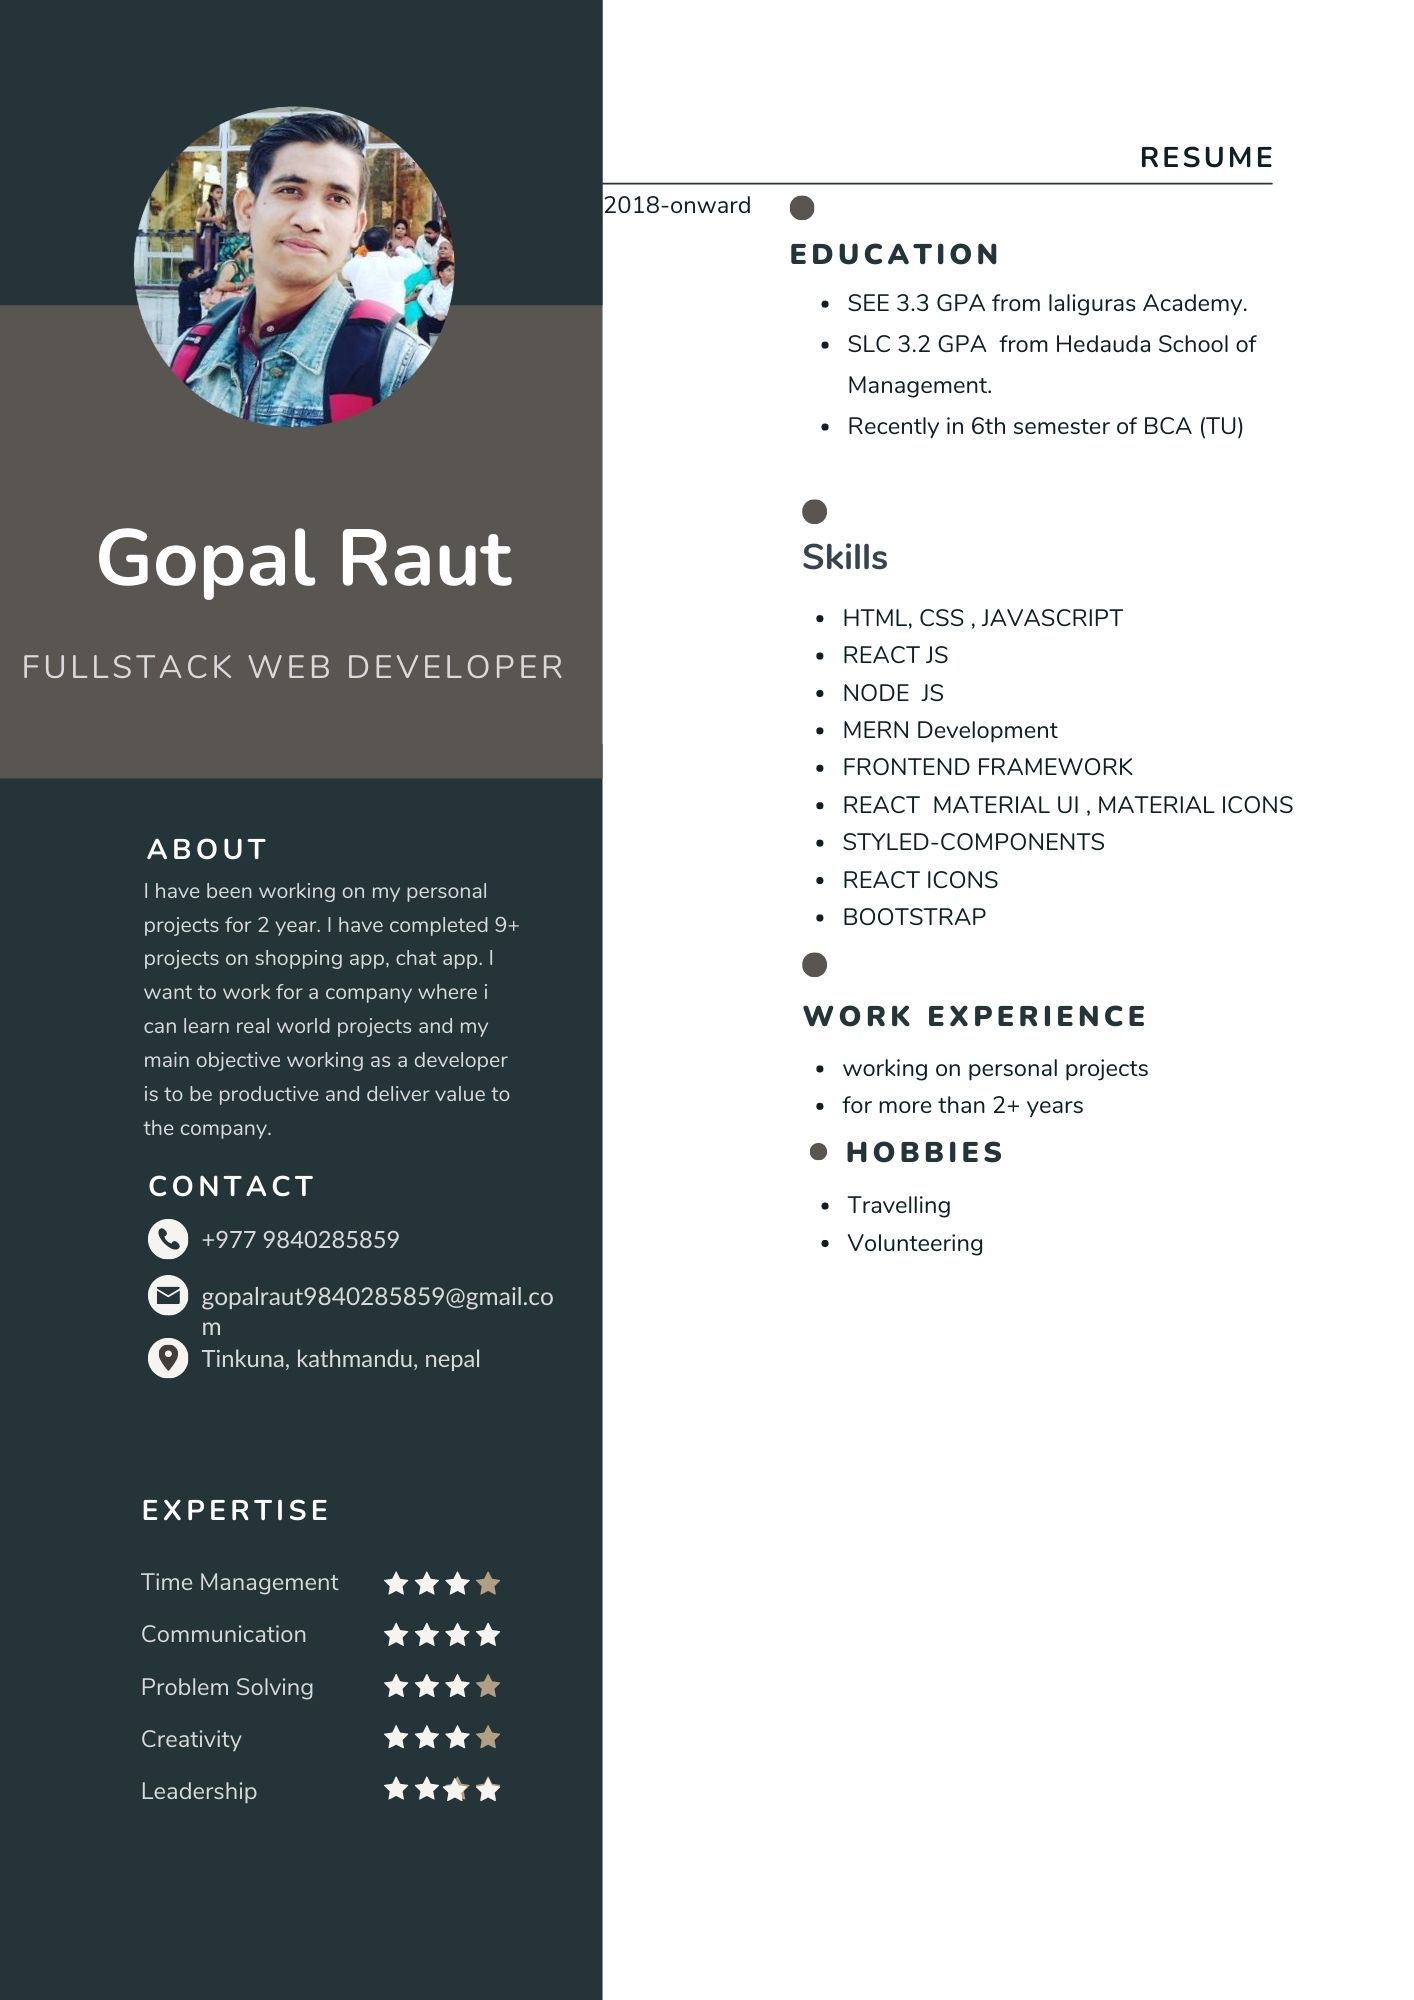 Gopal Raut
FULLSTACK WEB DEVELOPER
ABOUT
I have been working on my personal
projects for 2 year. I have completed 9+
projects on shopping app, chat app. I
want to work for a company where i
can learn real world projects and my
main objective working as a developer
is to be productive and deliver value to
the company.
CONTACT
+977 9840285859
gopalraut9840285859@gmail.co
m
Tinkuna, kathmandu, nepal
EXPERTISE
Time Management
Communication
Problem Solving
Creativity
Leadership
RESUME
2018-onward
EDUCATION
• SEE 3.3 GPA from laliguras Academy.
• SLC 3.2 GPA  from Hedauda School of
Management.
• Recently in 6th semester of BCA (TU)
Skills
• HTML, CSS , JAVASCRIPT
• REACT JS
• NODE  JS
• MERN Development
• FRONTEND FRAMEWORK
• REACT  MATERIAL UI , MATERIAL ICONS
• STYLED-COMPONENTS
• REACT ICONS
• BOOTSTRAP
WORK EXPERIENCE
• working on personal projects
• for more than 2+ years
HOBBIES
• Travelling
• Volunteering